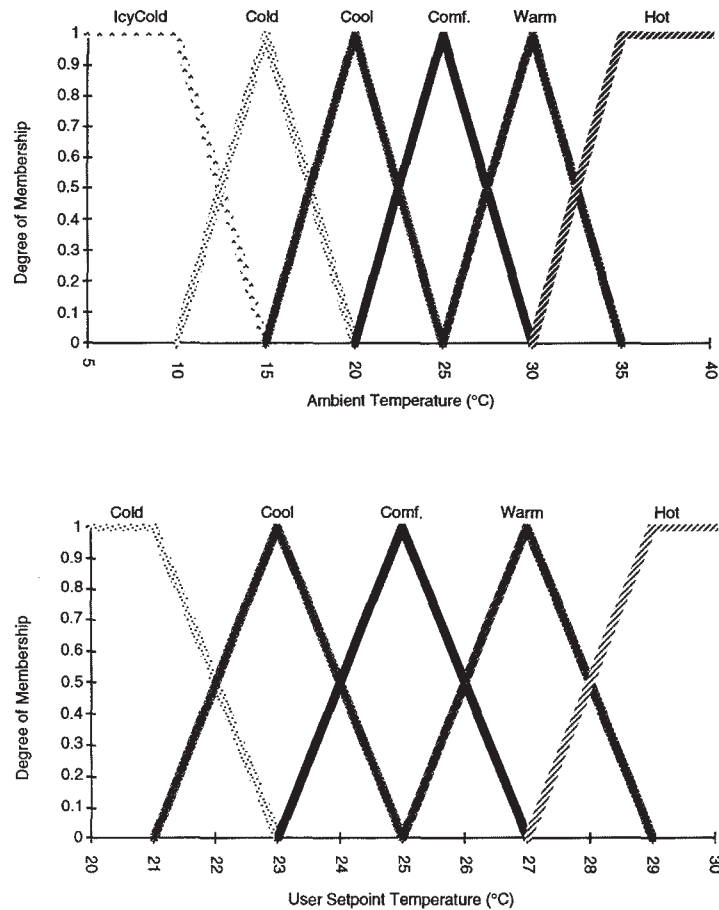 IcyCold Cold Cool Comf. Warm Hot
1
0.9
0.8
0.7
0.6
0.5
0.4
0.3
0.2
0.1
0
Degree of Membership
5 10 15 20 25 30 35 40
Ambient Temperature (°C)
Cold Cool Comf. Warm Hot
1
0.9
0.8
0.7
0.6
0.5
0.4
0.3
0.2
0.1
0
Degree of Membership
20 21 22 23 24 25 26 27 28 29 30
User Setpoint Temperature (°C)